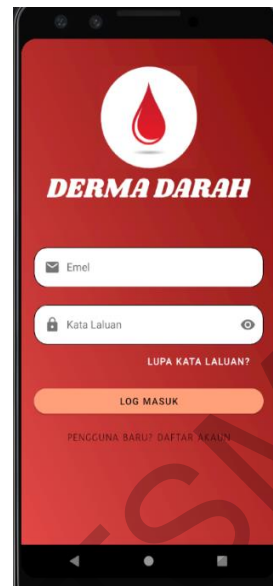 DERMA DARAH
Emel
Kata Laluan
LUPA KATA LALUAN?
LOG MASUK
PENGGUNA BARU? DAFTAR AKAUN